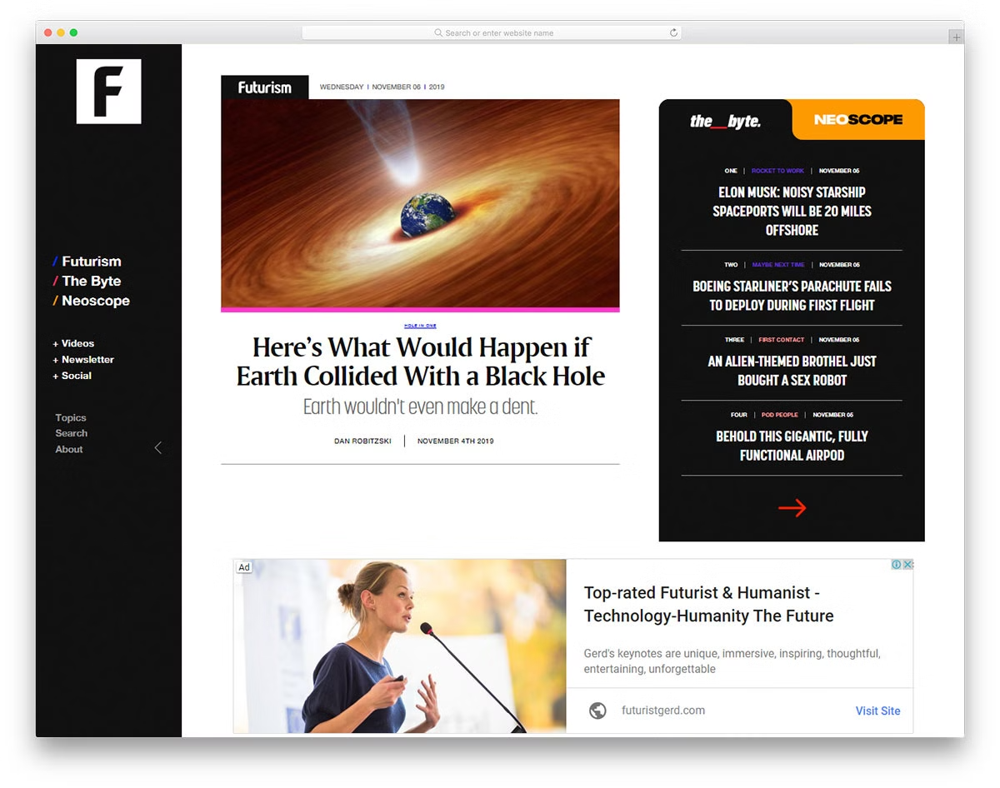 Search or enter website name
F
/ Futurism
/ The Byte
/ Neoscope
+ Videos
+ Newsletter
+ Social
Topics
Search
About
Futurism
WEDNESDAY | NOVEMBER 06 | 2019
HOLE IN ONE
Here’s What Would Happen if
Earth Collided With a Black Hole
Earth wouldn't even make a dent.
DAN ROBITZSKI | NOVEMBER 4TH 2019
the__byte.
NEOSCOPE
ONE | ROCKET TO WORK | NOVEMBER 05
ELON MUSK: NOISY STARSHIP
SPACEPORTS WILL BE 20 MILES
OFFSHORE
TWO | MAYBE NEXT TIME | NOVEMBER 05
BOEING STARLINER’S PARACHUTE FAILS
TO DEPLOY DURING FIRST FLIGHT
THREE | FIRST CONTACT | NOVEMBER 05
AN ALIEN-THEMED BROTHEL JUST
BOUGHT A SEX ROBOT
FOUR | POD PEOPLE | NOVEMBER 05
BEHOLD THIS GIGANTIC, FULLY
FUNCTIONAL AIRPOD
Ad
Top-rated Futurist & Humanist -
Technology-Humanity The Future
Gerd's keynotes are unique, immersive, inspiring, thoughtful,
entertaining, unforgettable
futuristgerd.com
Visit Site